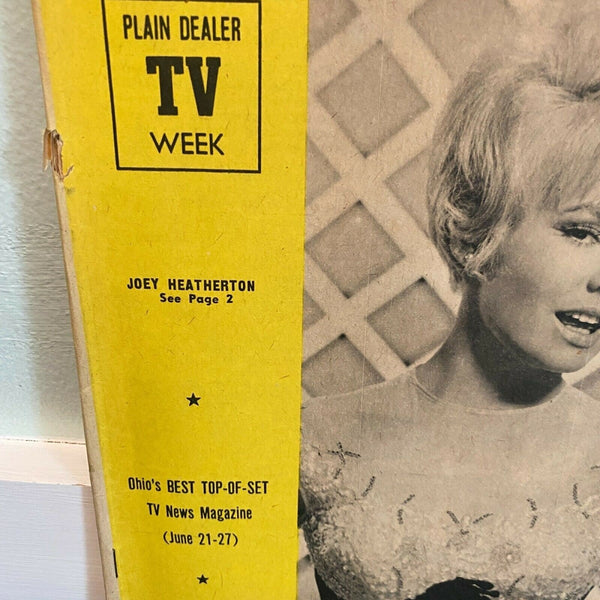 PLAIN DEALER
TV
WEEK
JOEY HEATHERTON
See Page 2
Ohio's BEST TOP-OF-SET
TV News Magazine
(June 21-27)